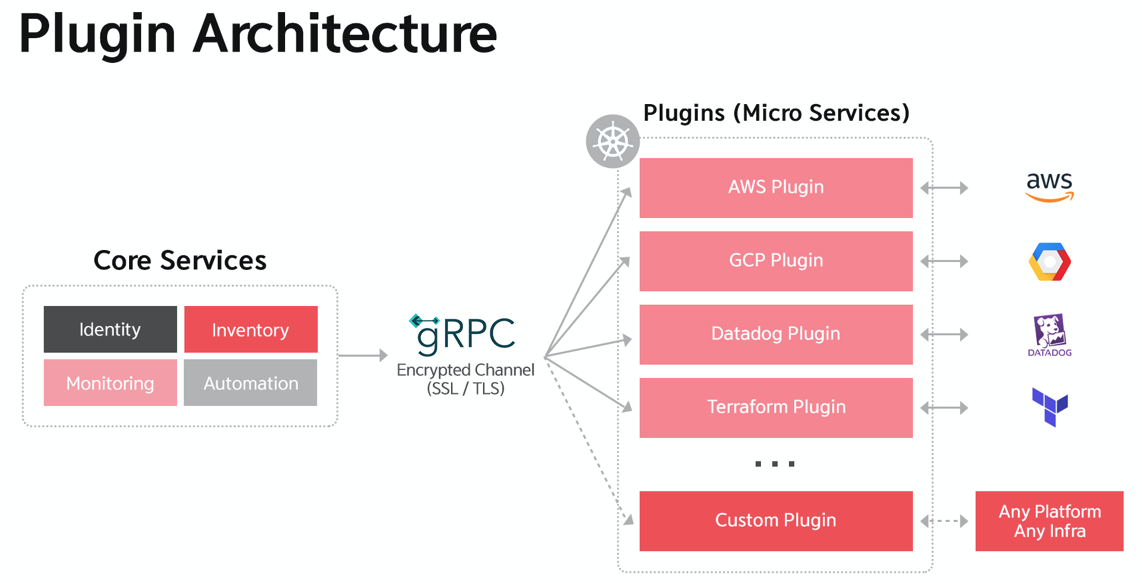 Plugin Architecture
Plugins (Micro Services)
AWS Plugin
aws
Core Services
GCP Plugin
Identity
Inventory
gRPC
Datadog Plugin
DATADOG
Monitoring
Automation
Encrypted Channel
(SSL / TLS)
Terraform Plugin
...
Custom Plugin
Any Platform
Any Infra